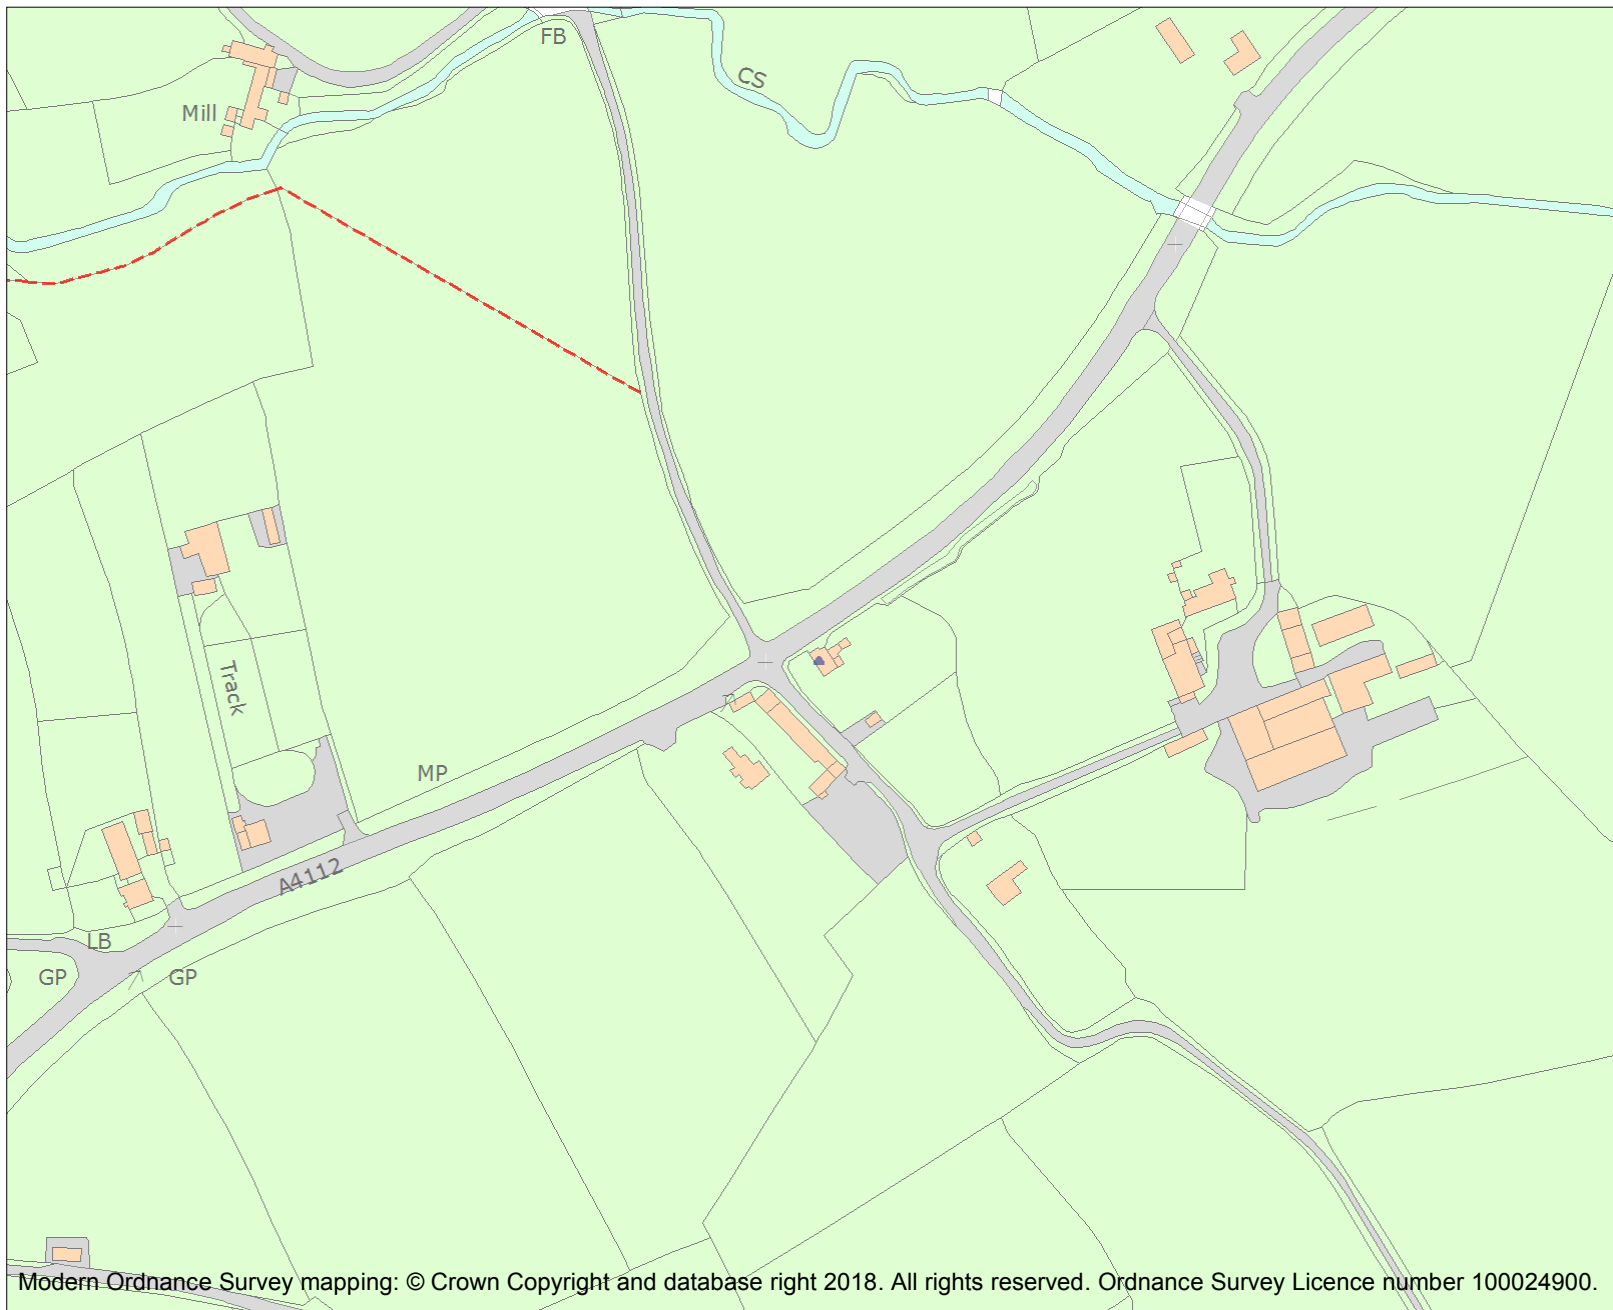 FB
CS
Mill
Track
MP
A4112
LB
GP
GP
Modern Ordnance Survey mapping: © Crown Copyright and database right 2018. All rights reserved. Ordnance Survey Licence number 100024900.